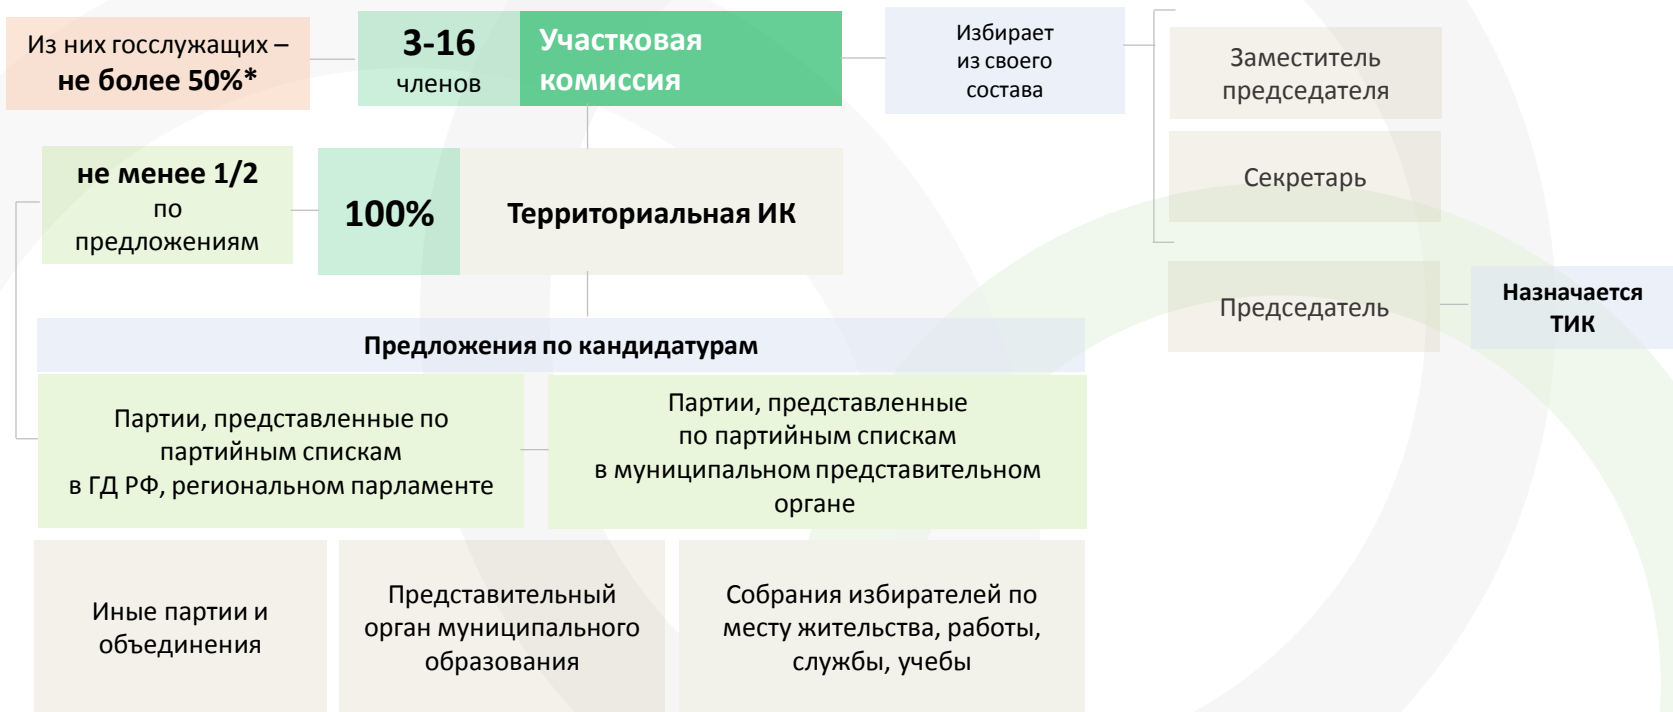 Из них госслужащих –
не более 50%*
3-16
членов
Участковая
комиссия
Избирает
из своего
состава
Заместитель
председателя
Секретарь
Председатель
Назначается
ТИК
не менее 1/2
по
предложениям
100%
Территориальная ИК
Предложения по кандидатурам
Партии, представленные по
партийным спискам
в ГД РФ, региональном парламенте
Партии, представленные
по партийным спискам
в муниципальном представительном
органе
Иные партии и
объединения
Представительный
орган муниципального
образования
Собрания избирателей по
месту жительства, работы,
службы, учебы